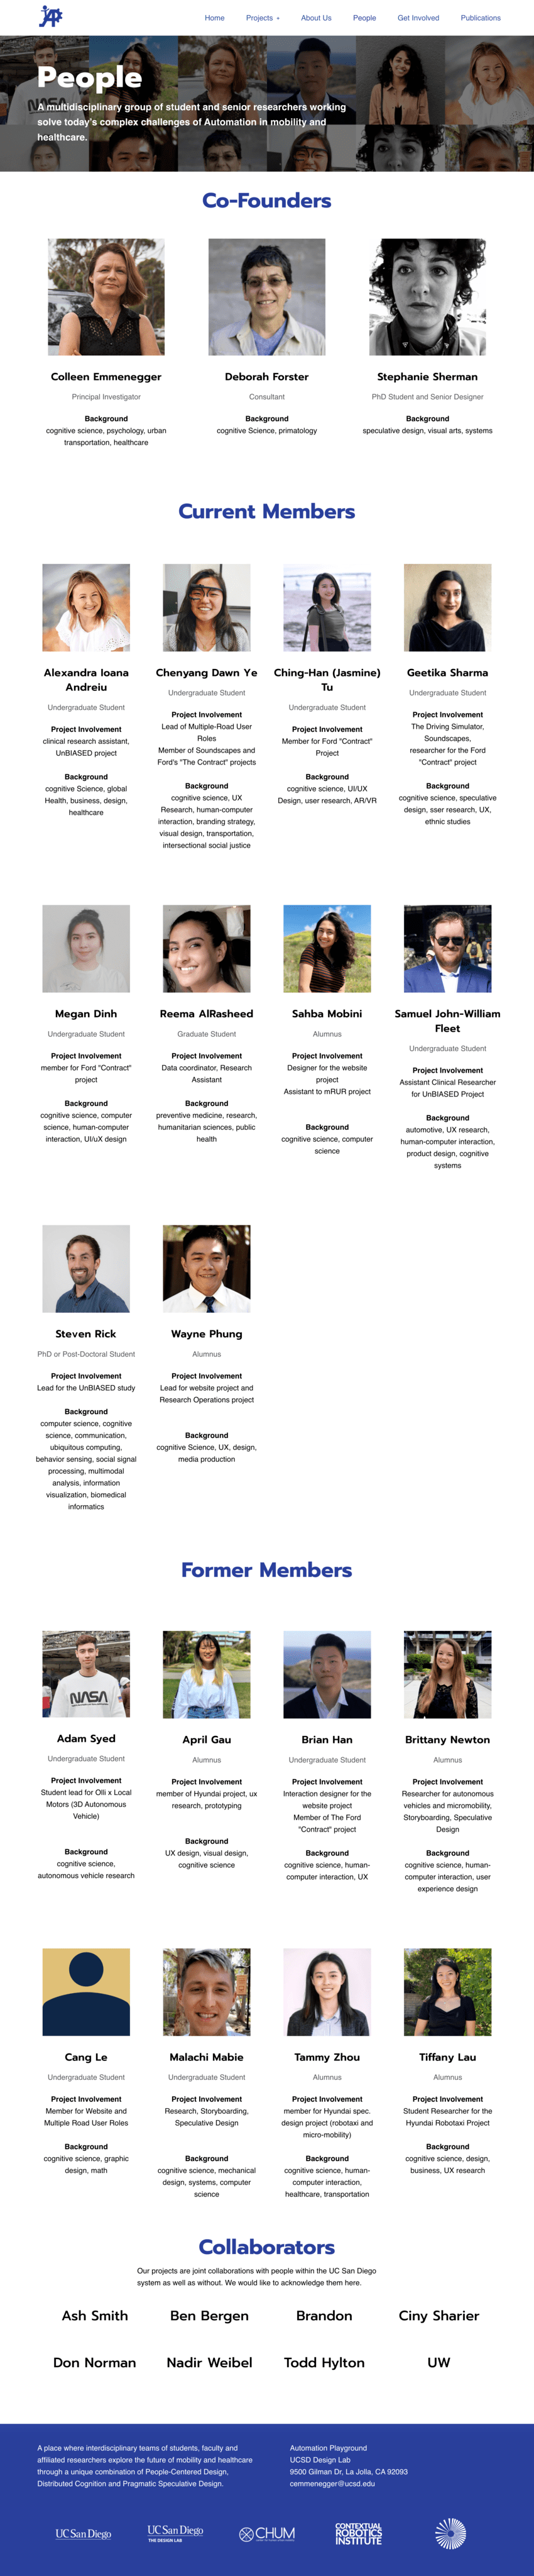 Home Projects About Us People Get Involved Publications
People
A multidisciplinary group of student and senior researchers working
solve today's complex challenges of Automation in mobility and
healthcare.
Co-Founders
Colleen Emmenegger
Principal Investigator
Background
cognitive science, psychology, urban
transportation, healthcare
Deborah Forster
Consultant
Background
cognitive Science, primatology
Stephanie Sherman
PhD Student and Senior Designer
Background
speculative design, visual arts, systems
Current Members
Alexandra Ioana
Andreiu
Undergraduate Student
Project Involvement
clinical research assistant,
UnBIASED project
Background
cognitive Science, global
Health, business, design,
healthcare
Chenyang Dawn Ye
Undergraduate Student
Project Involvement
Lead of Multiple-Road User
Roles
Member of Soundscapes and
Ford's "The Contract" projects
Background
cognitive science, UX
Research, human-computer
interaction, branding strategy,
visual design, transportation,
intersectional social justice
Ching-Han (Jasmine)
Tu
Undergraduate Student
Project Involvement
Member for Ford "Contract"
Project
Background
cognitive science, UI/UX
Design, user research, AR/VR
Geetika Sharma
Undergraduate Student
Project Involvement
The Driving Simulator,
Soundscapes,
researcher for the Ford
"Contract" project
Background
cognitive science, speculative
design, sser research, UX,
ethnic studies
Megan Dinh
Undergraduate Student
Project Involvement
member for Ford "Contract"
project
Background
cognitive science, computer
science, human-computer
interaction, UI/uX design
Reema AlRasheed
Graduate Student
Project Involvement
Data coordinator, Research
Assistant
Background
preventive medicine, research,
humanitarian sciences, public
health
Sahba Mobini
Alumnus
Project Involvement
Designer for the website
project
Assistant to mRUR project
Background
cognitive science, computer
science
Samuel John-William
Fleet
Undergraduate Student
Project Involvement
Assistant Clinical Researcher
for UnBIASED Project
Background
automotive, UX research,
human-computer interaction,
product design, cognitive
systems
Steven Rick
PhD or Post-Doctoral Student
Project Involvement
Lead for the UnBIASED study
Background
computer science, cognitive
science, communication,
ubiquitous computing,
behavior sensing, social signal
processing, multimodal
analysis, information
visualization, biomedical
informatics
Wayne Phung
Alumnus
Project Involvement
Lead for website project and
Research Operations project
Background
cognitive Science, UX, design,
media production
Former Members
NASA
Adam Syed
Undergraduate Student
Project Involvement
Student lead for Olli x Local
Motors (3D Autonomous
Vehicle)
Background
cognitive science,
autonomous vehicle research
April Gau
Alumnus
Project Involvement
member of Hyundai project, ux
research, prototyping
Background
UX design, visual design,
cognitive science
Brian Han
Undergraduate Student
Project Involvement
Interaction designer for the
website project
Member of The Ford
"Contract" project
Background
cognitive science, human-
computer interaction, UX
Brittany Newton
Alumnus
Project Involvement
Researcher for autonomous
vehicles and micromobility,
Storyboarding, Speculative
Design
Background
cognitive science, human-
computer interaction, user
experience design
Cang Le
Undergraduate Student
Project Involvement
Member for Website and
Multiple Road User Roles
Background
cognitive science, graphic
design, math
Malachi Mabie
Undergraduate Student
Project Involvement
Research, Storyboarding,
Speculative Design
Background
cognitive science, mechanical
design, systems, computer
science
Tammy Zhou
Alumnus
Project Involvement
member for Hyundai spec.
design project (robotaxi and
micro-mobility)
Background
cognitive science, human-
computer interaction,
healthcare, transportation
Tiffany Lau
Alumnus
Project Involvement
Student Researcher for the
Hyundai Robotaxi Project
Background
cognitive science, design,
business, UX research
Collaborators
Our projects are joint collaborations with people within the UC San Diego
system as well as without. We would like to acknowledge them here.
Ash Smith Ben Bergen Brandon Ciny Sharier
Don Norman Nadir Weibel Todd Hylton UW
A place where interdisciplinary teams of students, faculty and
affiliated researchers explore the future of mobility and healthcare
through a unique combination of People-Centered Design,
Distributed Cognition and Pragmatic Speculative Design.
Automation Playground
UCSD Design Lab
9500 Gilman Dr, La Jolla, CA 92093
cemmenegger@ucsd.edu
UC San Diego
UC San Diego
THE DESIGN LAB
CHUM
CONTEXTUAL
ROBOTICS
INSTITUTE